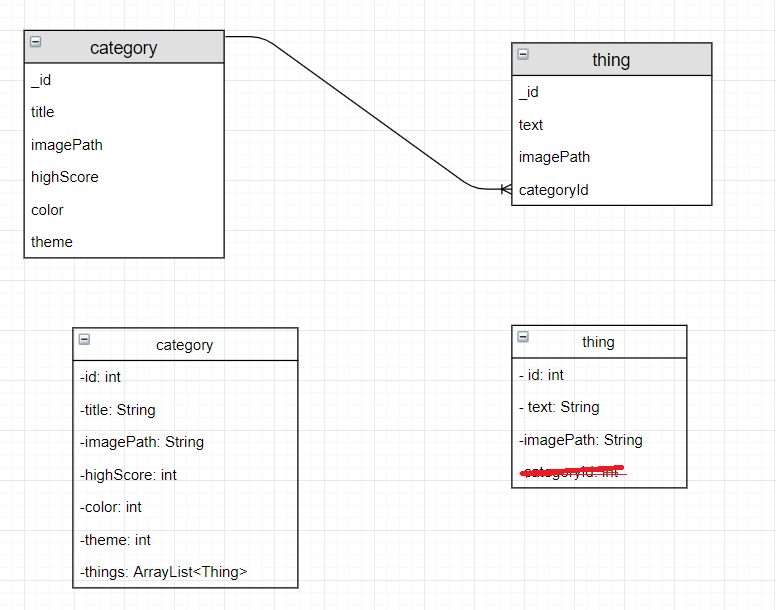 category
_id
title
imagePath
highScore
color
theme
thing
_id
text
imagePath
categoryId
category
-id: int
-title: String
-imagePath: String
-highScore: int
-color: int
-theme: int
-things: ArrayList<Thing>
thing
- id: int
- text: String
-imagePath: String
-categoryId: int